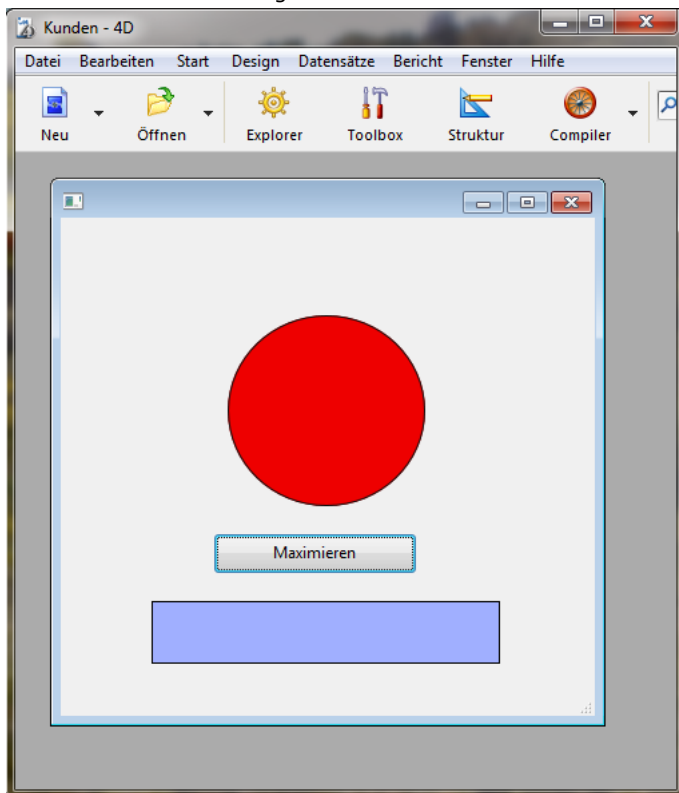 Kunden - 4D
Datei Bearbeiten Start Design Datensätze Bericht Fenster Hilfe
Neu Öffnen Explorer Toolbox Struktur Compiler
Maximieren